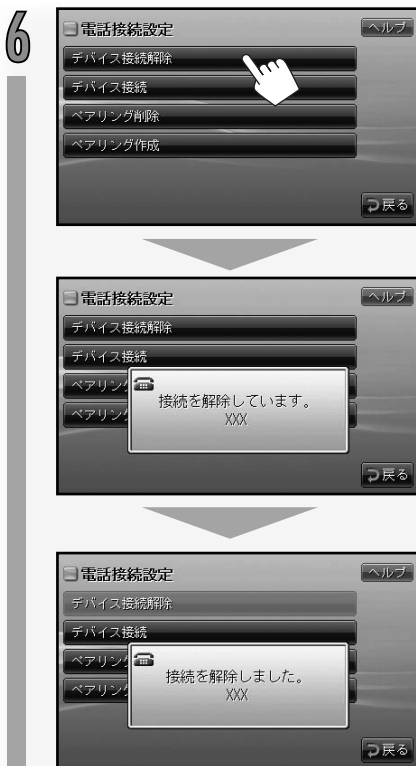 6
電話接続設定
ヘルプ
デバイス接続解除
デバイス接続
ペアリング削除
ペアリング作成
戻る
電話接続設定
ヘルプ
デバイス接続解除
デバイス接続
ペアリング
ペアリング
接続を解除しています。
XXX
戻る
電話接続設定
ヘルプ
デバイス接続解除
デバイス接続
ペアリング
ペアリング
接続を解除しました。
XXX
戻る